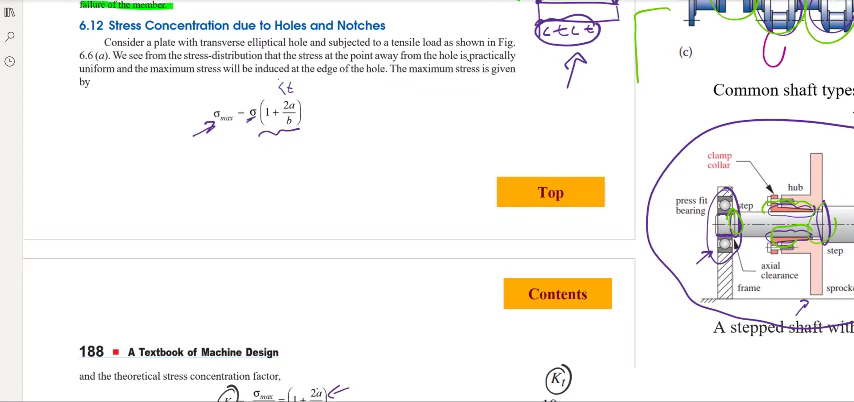 failure of the member.
6.12 Stress Concentration due to Holes and Notches
Consider a plate with transverse elliptical hole and subjected to a tensile load as shown in Fig.
6.6 (a). We see from the stress-distribution that the stress at the point away from the hole is practically
uniform and the maximum stress will be induced at the edge of the hole. The maximum stress is given
by
σmax = σ (1 + 2a/b)
Top
Contents
188 ■ A Textbook of Machine Design
and the theoretical stress concentration factor,
σmax = (1 + 2a
Kt
(c)
Common shaft types
clamp
collar
hub
press fit
bearing
step
step
axial
clearance
frame
sprock
A stepped shaft with